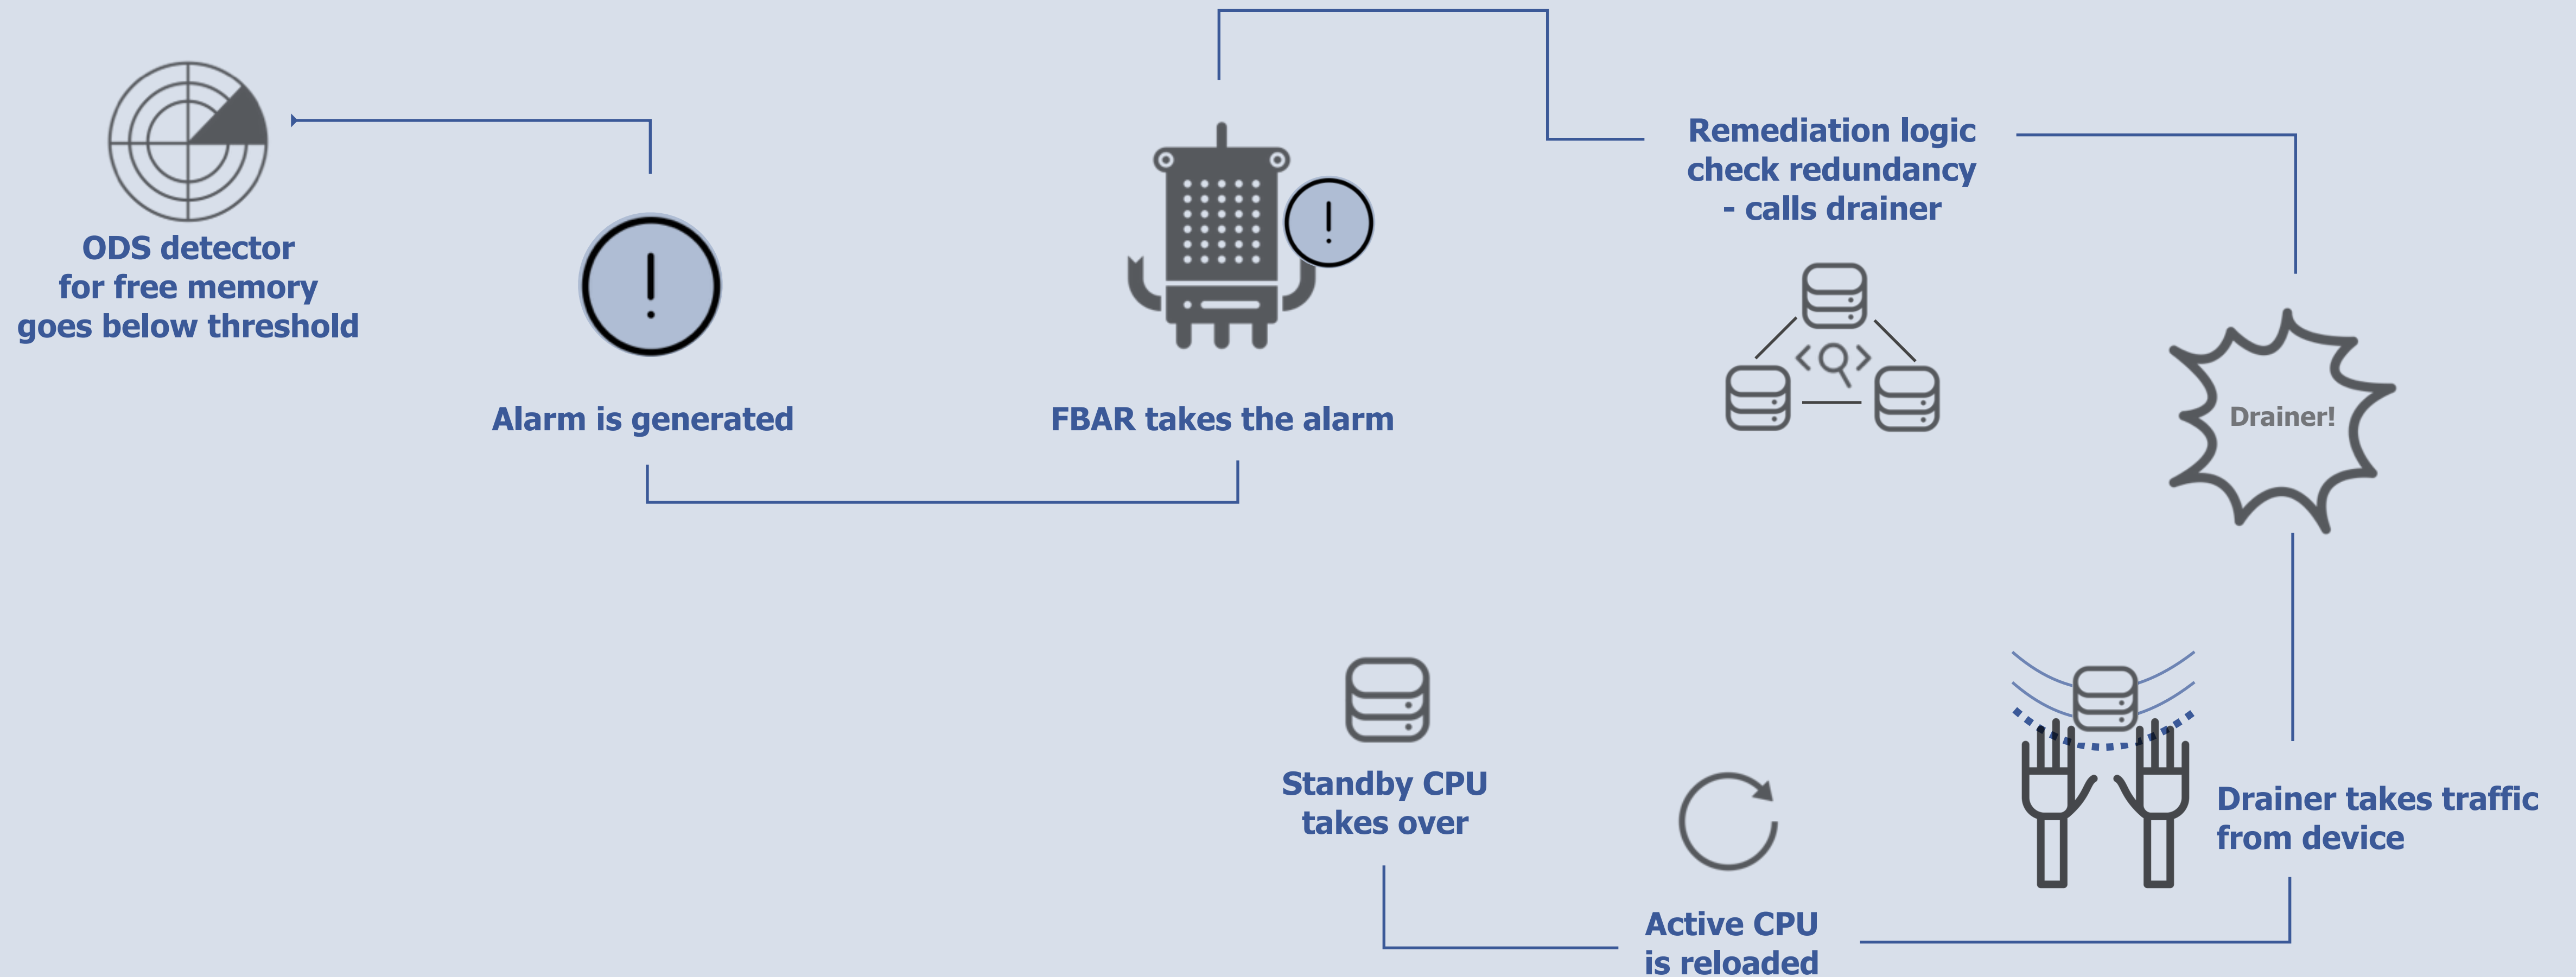 ODS detector
for free memory
goes below threshold
!
Alarm is generated
!
FBAR takes the alarm
Remediation logic
check redundancy
- calls drainer
Drainer!
Drainer takes traffic
from device
Active CPU
is reloaded
Standby CPU
takes over